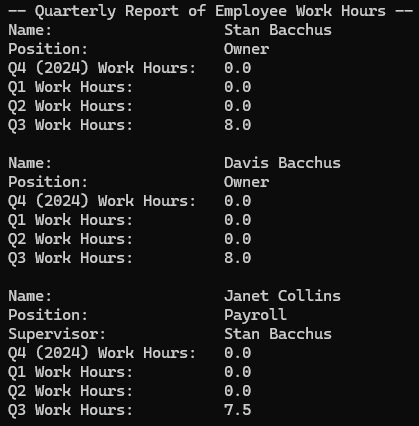 -- Quarterly Report of Employee Work Hours --
Name: Stan Bacchus
Position: Owner
Q4 (2024) Work Hours: 0.0
Q1 Work Hours: 0.0
Q2 Work Hours: 0.0
Q3 Work Hours: 8.0

Name: Davis Bacchus
Position: Owner
Q4 (2024) Work Hours: 0.0
Q1 Work Hours: 0.0
Q2 Work Hours: 0.0
Q3 Work Hours: 8.0

Name: Janet Collins
Position: Payroll
Supervisor: Stan Bacchus
Q4 (2024) Work Hours: 0.0
Q1 Work Hours: 0.0
Q2 Work Hours: 0.0
Q3 Work Hours: 7.5